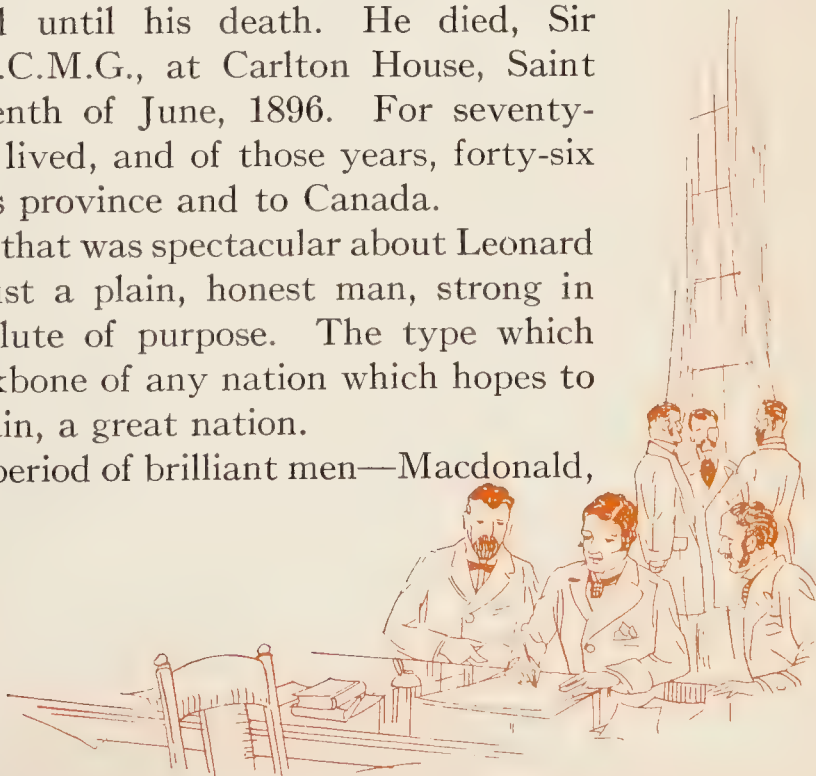 until his death. He died, Sir
.C.M.G., at Carlton House, Saint
enth of June, 1896. For seventy-
lived, and of those years, forty-six
s province and to Canada.
that was spectacular about Leonard
ust a plain, honest man, strong in
lute of purpose. The type which
kbone of any nation which hopes to
in, a great nation.
period of brilliant men—Macdonald,